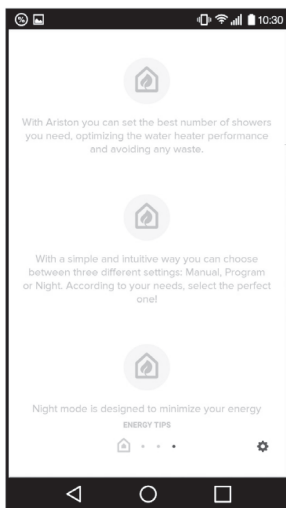 10:30
With Ariston you can set the best number of showers
you need, optimizing the water heater performance
and avoiding any waste.
With a simple and intuitive way you can choose
between three different settings: Manual, Program
or Night. According to your needs, select the perfect
one!
Night mode is designed to minimize your energy
ENERGY TIPS